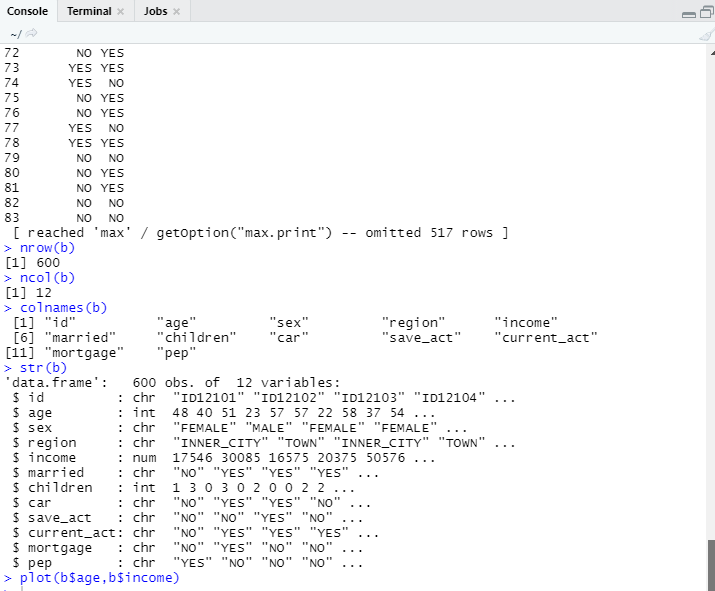 Console Terminal × Jobs ×
~/
72 NO YES
73 YES YES
74 YES NO
75 NO YES
76 NO YES
77 YES NO
78 YES YES
79 NO NO
80 NO YES
81 NO YES
82 NO NO
83 NO NO
[ reached 'max' / getOption("max.print") -- omitted 517 rows ]
> nrow(b)
[1] 600
> ncol(b)
[1] 12
> colnames(b)
[1] "id" "age" "sex" "region" "income"
[6] "married" "children" "car" "save_act" "current_act"
[11] "mortgage" "pep"
> str(b)
'data.frame': 600 obs. of 12 variables:
$ id : chr "ID12101" "ID12102" "ID12103" "ID12104" ...
$ age : int 48 40 51 23 57 57 22 58 37 54 ...
$ sex : chr "FEMALE" "MALE" "FEMALE" "FEMALE" ...
$ region : chr "INNER_CITY" "TOWN" "INNER_CITY" "TOWN" ...
$ income : num 17546 30085 16575 20375 50576 ...
$ married : chr "NO" "YES" "YES" "YES" ...
$ children : int 1 3 0 3 0 2 0 0 2 2 ...
$ car : chr "NO" "YES" "YES" "NO" ...
$ save_act : chr "NO" "NO" "YES" "NO" ...
$ current_act: chr "NO" "YES" "YES" "YES" ...
$ mortgage : chr "NO" "YES" "NO" "NO" ...
$ pep : chr "YES" "NO" "NO" "NO" ...
> plot(b$age,b$income)
>